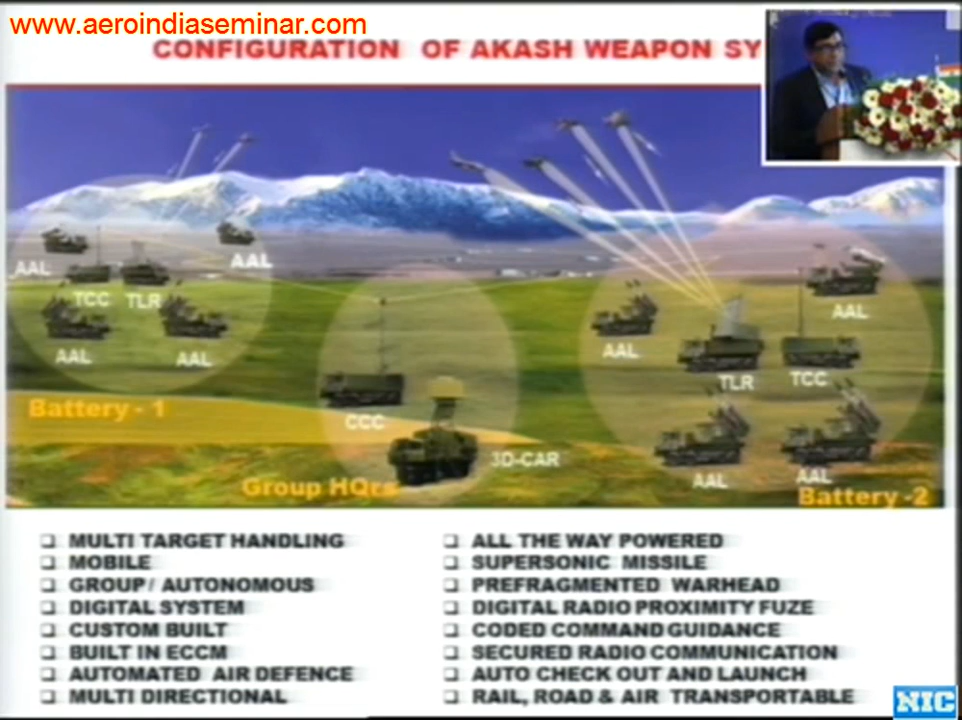 www.aeroindiaseminar.com
CONFIGURATION OF AKASH WEAPON SY
AAL
AAL
TCC TLR
AAL
AAL
AAL
AAL
TLR
TCC
AAL
AAL
Battery - 1
CCC
3D-CAR
Group HQrs
Battery -2
❑ MULTI TARGET HANDLING
❑ MOBILE
❑ GROUP / AUTONOMOUS
❑ DIGITAL SYSTEM
❑ CUSTOM BUILT
❑ BUILT IN ECCM
❑ AUTOMATED AIR DEFENCE
❑ MULTI DIRECTIONAL
❑ ALL THE WAY POWERED
❑ SUPERSONIC MISSILE
❑ PREFRAGMENTED WARHEAD
❑ DIGITAL RADIO PROXIMITY FUZE
❑ CODED COMMAND GUIDANCE
❑ SECURED RADIO COMMUNICATION
❑ AUTO CHECK OUT AND LAUNCH
❑ RAIL, ROAD & AIR TRANSPORTABLE
NIC